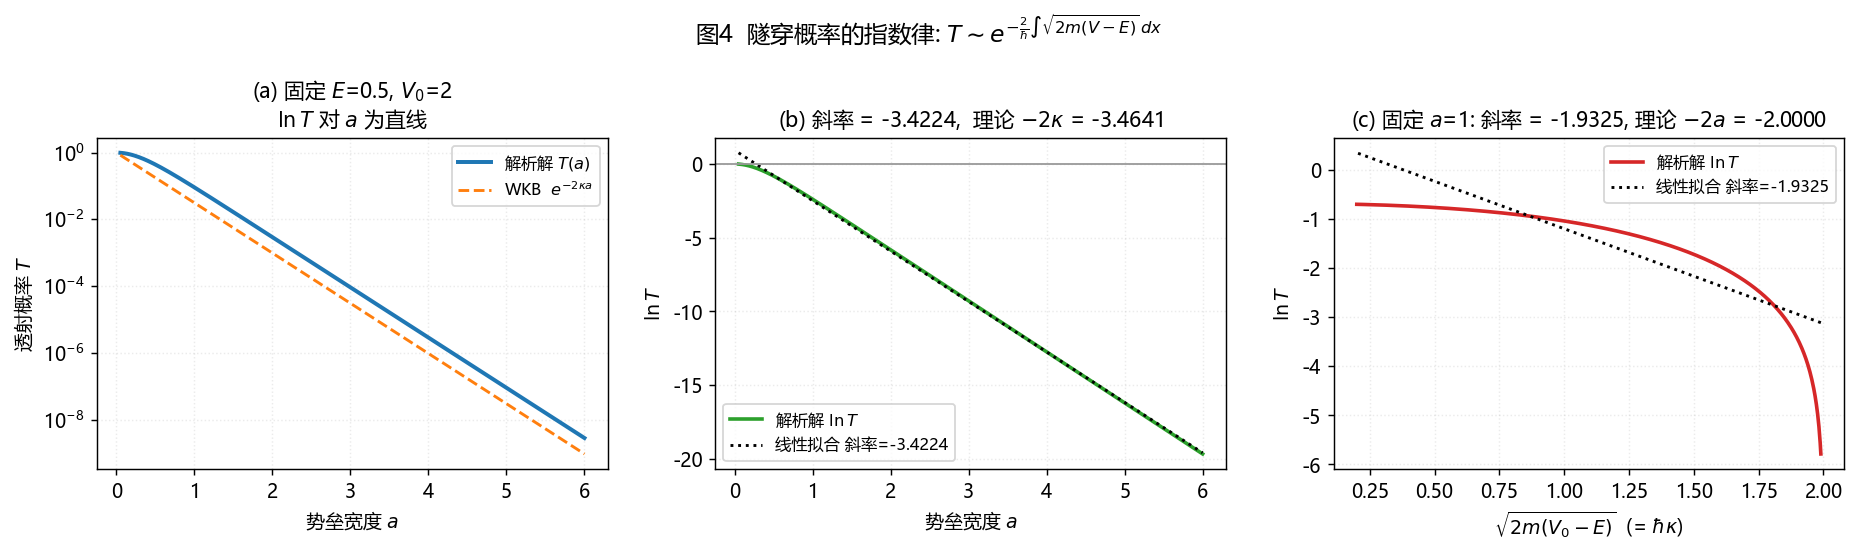 图4 隧穿概率的指数律: $T \sim e^{-\frac{2}{\hbar}\int\sqrt{2m(V-E)}\,dx}$
(a) 固定 E=0.5, V₀=2
ln T 对 a 为直线
10⁰
10⁻²
10⁻⁴
10⁻⁶
10⁻⁸
透射概率 T
解析解 T(a)
WKB $e^{-2κa}$
0 1 2 3 4 5 6
势垒宽度 a
(b) 斜率 = -3.4224, 理论 −2κ = -3.4641
0
-5
-10
-15
-20
ln T
解析解 ln T
线性拟合 斜率=-3.4224
0 1 2 3 4 5 6
势垒宽度 a
(c) 固定 a=1: 斜率 = -1.9325, 理论 −2a = -2.0000
0
-1
-2
-3
-4
-5
-6
ln T
解析解 ln T
线性拟合 斜率=-1.9325
0.25 0.50 0.75 1.00 1.25 1.50 1.75 2.00
$\sqrt{2m(V_0-E)}$ (= ℏκ)